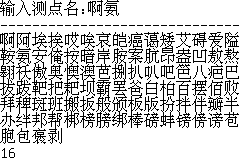 输入测点名:啊氨
--------------------------------
啊阿埃挨哎唉哀皑癌蔼矮艾碍爱隘
鞍氨安俺按暗岸胺案肮昂盎凹敖熬
翱袄傲奥懊澳芭捌扒叭吧笆八疤巴
拔跋靶把耙坝霸罢爸白柏百摆佰败
拜稗斑班搬扳般颁板版扮拌伴瓣半
办绊邦帮梆榜膀绑棒磅蚌镑傍谤苞
胞包褒剥
16